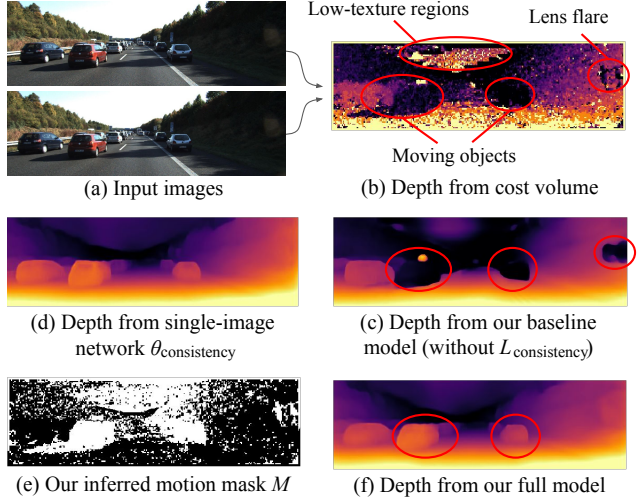 Low-texture regions
Lens flare
Moving objects
(a) Input images
(b) Depth from cost volume
(d) Depth from single-image
network θconsistency
(c) Depth from our baseline
model (without Lconsistency)
(e) Our inferred motion mask M
(f) Depth from our full model